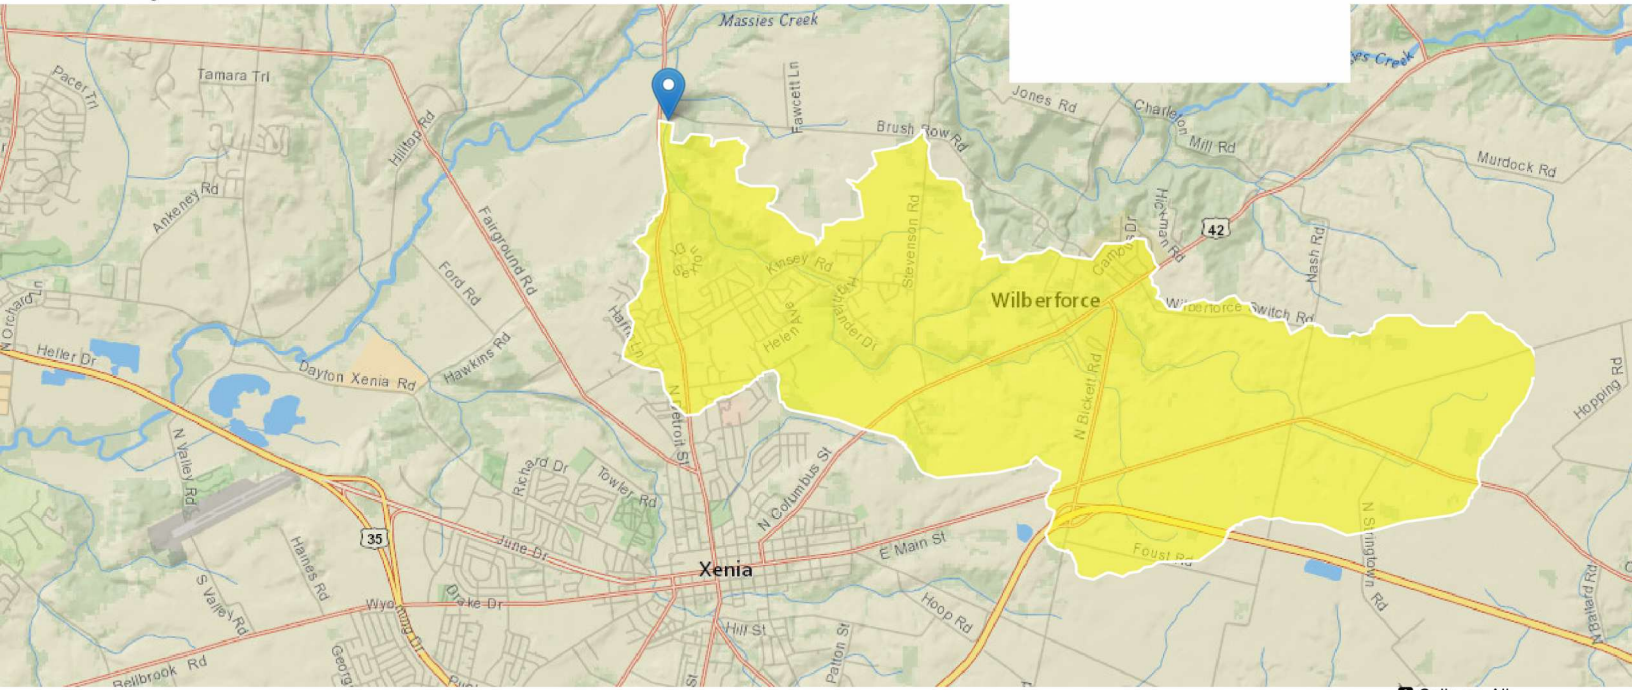 Massies Creek
Tamara Trl
Pacer Trl
Fawcett Ln
Jones Rd
Charleton
Mill Rd
Brush Row Rd
Murdock Rd
Hilltop Rd
Ankeney Rd
Fairground Rd
Ford Rd
Stevenson Rd
Kinsey Rd
42
Nash Rd
Wilberforce
Wilberforce Switch Rd
Helen Ave
N Orchard Ln
Heller Dr
Hawkins Rd
Dayton Xenia Rd
Hopping Rd
N Bickett Rd
N Detroit St
N Valley Rd
Richard Dr
Towler Rd
N Columbus St
35
June Dr
E Main St
Foust Rd
N Stringtown
Rd
Haines Rd
S Valley Rd
Xenia
Drake Dr
Wyoming Dr
Hoop Rd
Hill St
Patton St
N Ballard Rd
Bellbrook Rd